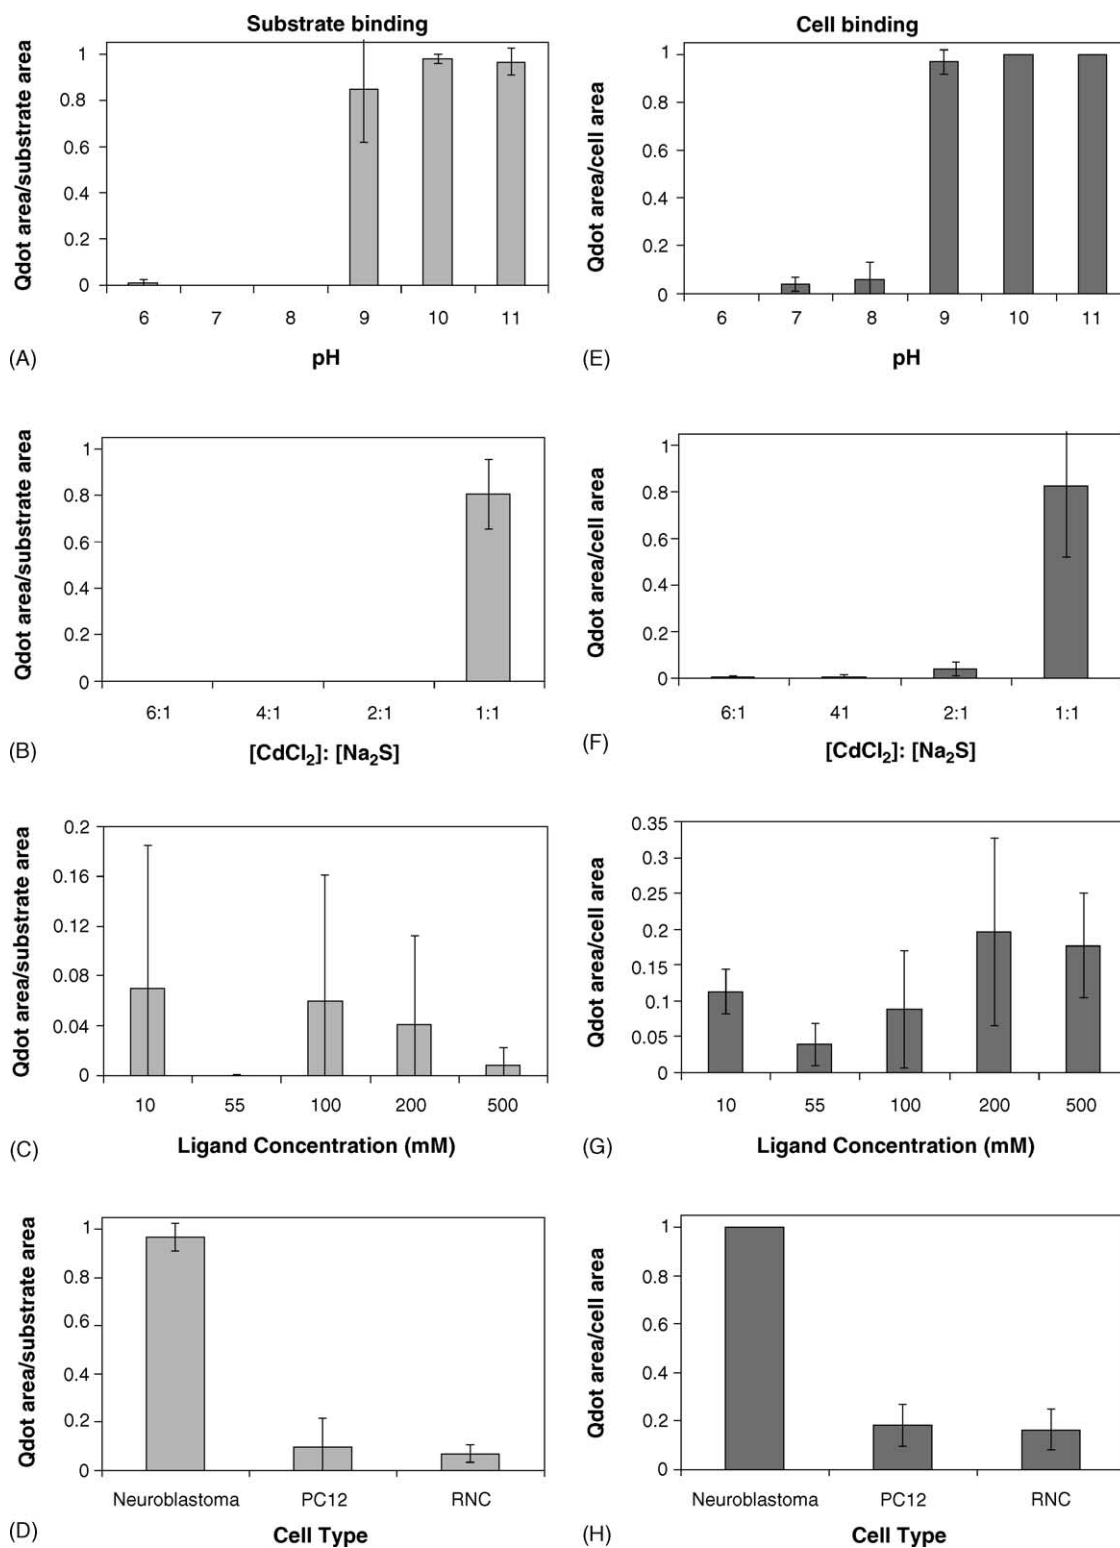 Substrate binding
Qdot area/substrate area
1
0.8
0.6
0.4
0.2
0
6 7 8 9 10 11
(A) pH
Cell binding
Qdot area/cell area
1
0.8
0.6
0.4
0.2
0
6 7 8 9 10 11
(E) pH
Qdot area/substrate area
1
0.8
0.6
0.4
0.2
0
6:1 4:1 2:1 1:1
(B) [CdCl₂]: [Na₂S]
Qdot area/cell area
1
0.8
0.6
0.4
0.2
0
6:1 41 2:1 1:1
(F) [CdCl₂]: [Na₂S]
Qdot area/substrate area
0.2
0.16
0.12
0.08
0.04
0
10 55 100 200 500
(C) Ligand Concentration (mM)
Qdot area/cell area
0.35
0.3
0.25
0.2
0.15
0.1
0.05
0
10 55 100 200 500
(G) Ligand Concentration (mM)
Qdot area/substrate area
1
0.8
0.6
0.4
0.2
0
Neuroblastoma PC12 RNC
(D) Cell Type
Qdot area/cell area
1
0.8
0.6
0.4
0.2
0
Neuroblastoma PC12 RNC
(H) Cell Type